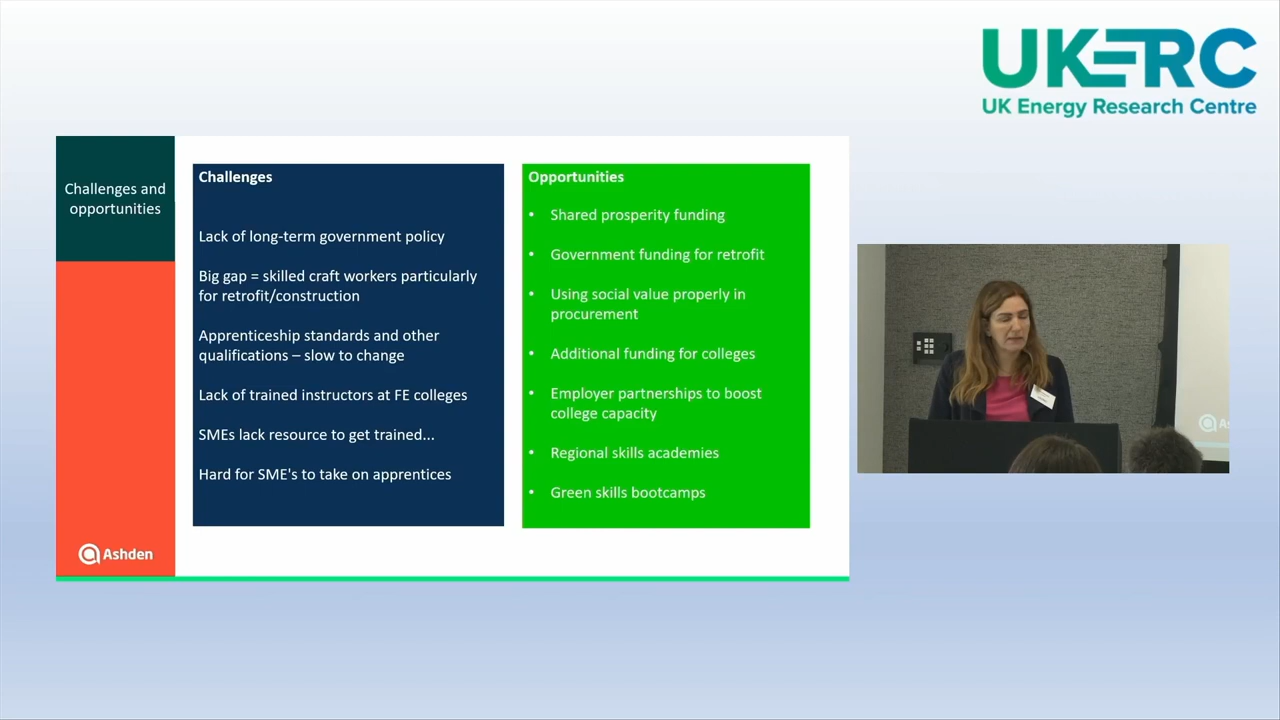 UKERC
UK Energy Research Centre
Challenges and
opportunities
Challenges
Lack of long-term government policy
Big gap = skilled craft workers particularly
for retrofit/construction
Apprenticeship standards and other
qualifications – slow to change
Lack of trained instructors at FE colleges
SMEs lack resource to get trained...
Hard for SME's to take on apprentices
Opportunities
• Shared prosperity funding
• Government funding for retrofit
• Using social value properly in
procurement
• Additional funding for colleges
• Employer partnerships to boost
college capacity
• Regional skills academies
• Green skills bootcamps
Ashden